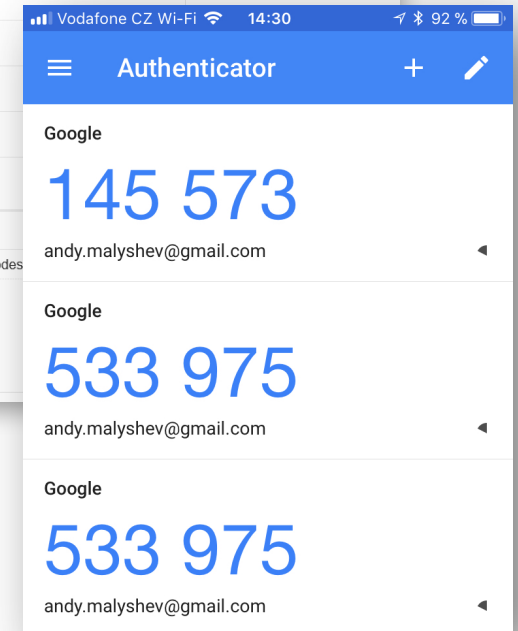 Vodafone CZ Wi-Fi 14:30 92 %
Authenticator
Google
145 573
andy.malyshev@gmail.com
odes
Google
533 975
andy.malyshev@gmail.com
Google
533 975
andy.malyshev@gmail.com